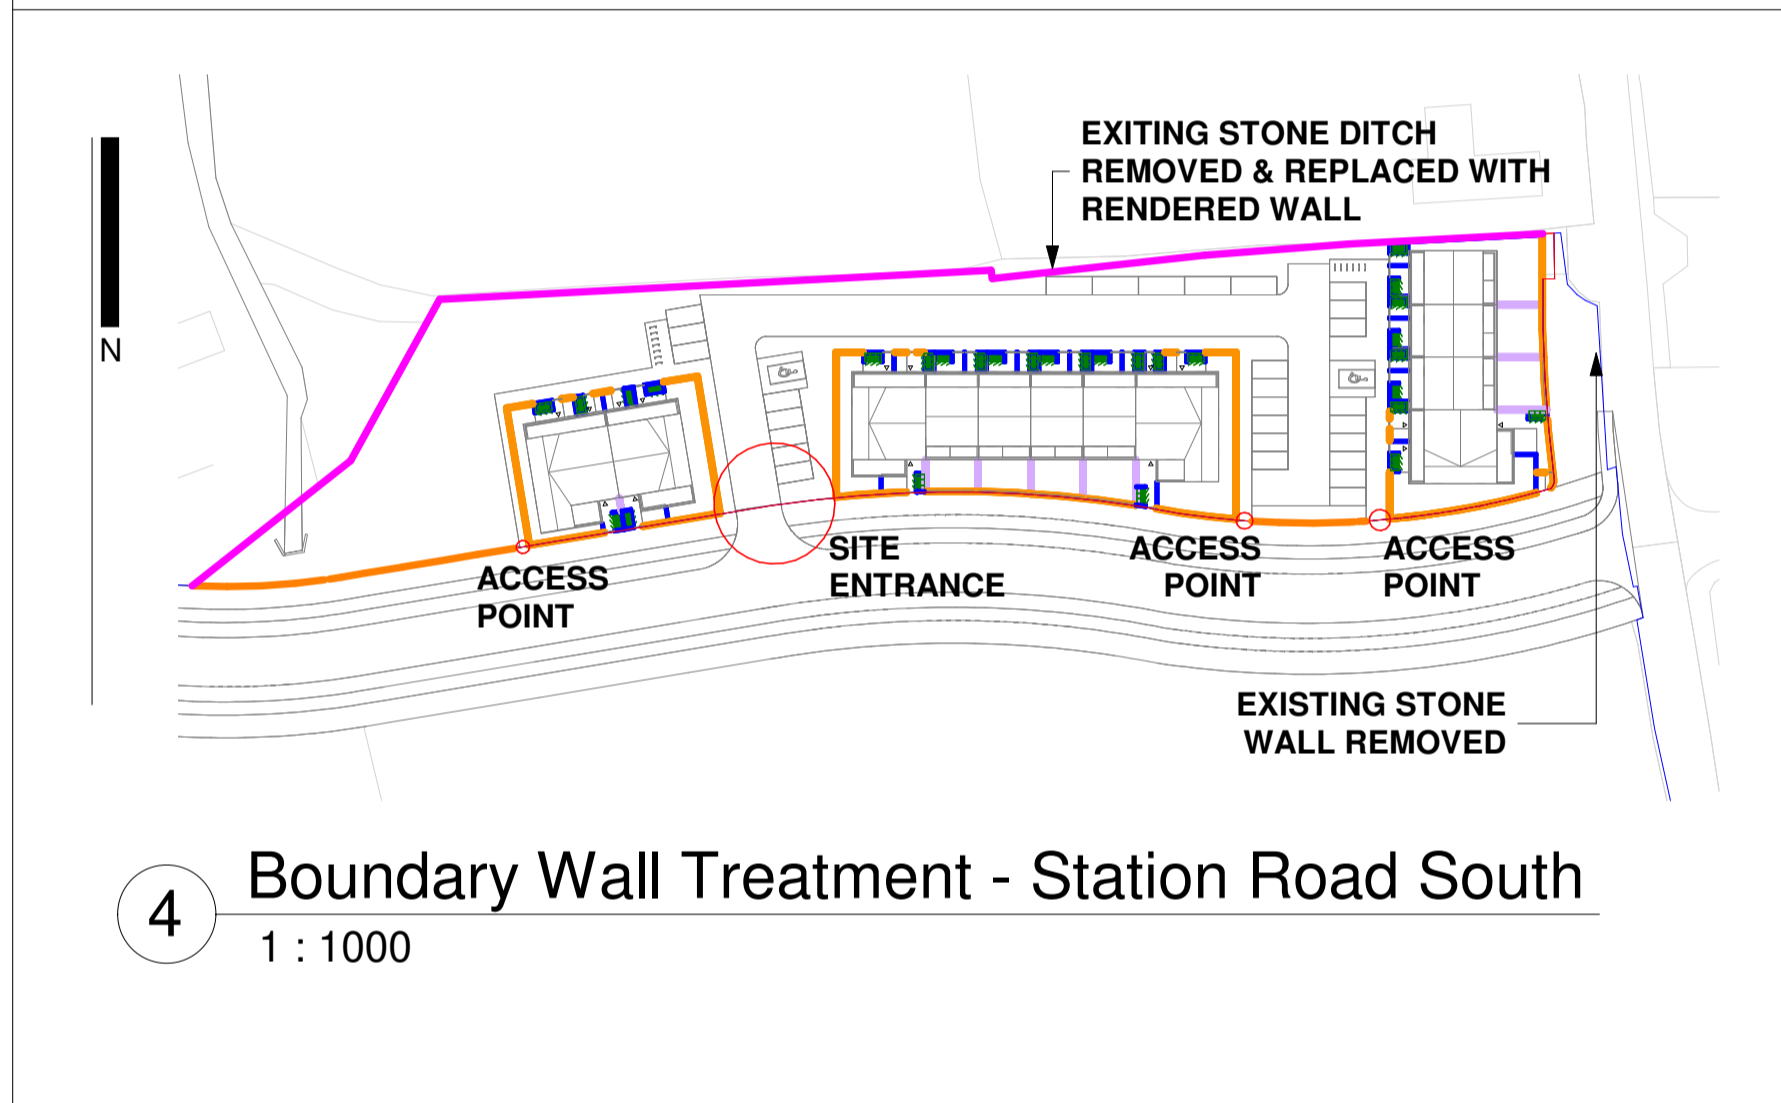 EXITING STONE DITCH
REMOVED & REPLACED WITH
RENDERED WALL
N
SITE
ENTRANCE
ACCESS
POINT
ACCESS
POINT
ACCESS
POINT
EXISTING STONE
WALL REMOVED
4
Boundary Wall Treatment - Station Road South
1 : 1000